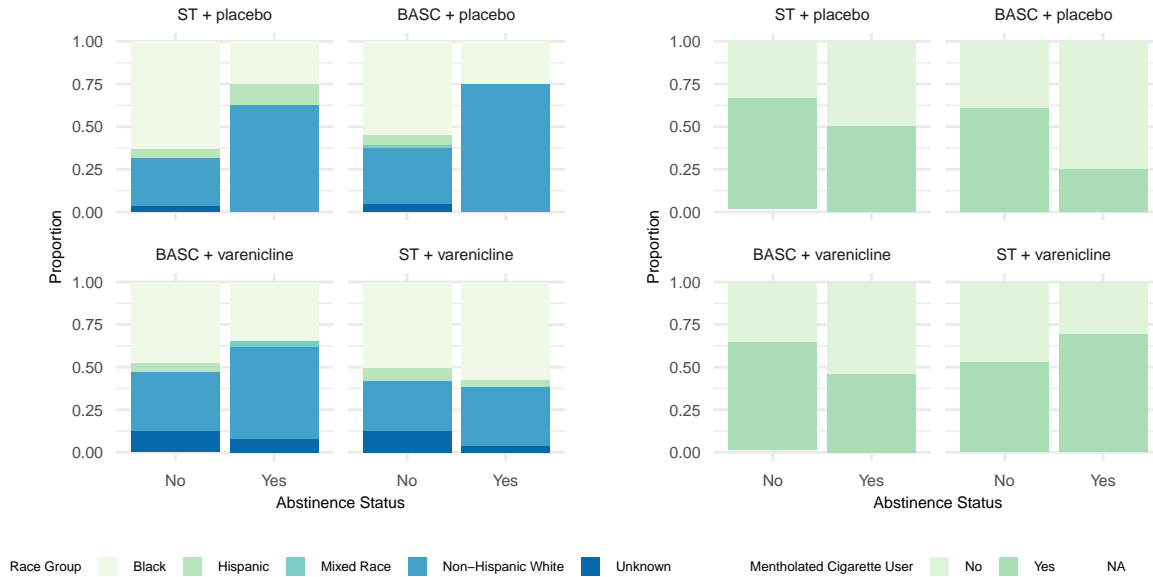 ST + placebo
BASC + placebo
1.00
0.75
0.50
0.25
0.00
BASC + varenicline
ST + varenicline
1.00
0.75
0.50
0.25
0.00
Proportion
No
Yes
No
Yes
Abstinence Status
ST + placebo
BASC + placebo
1.00
0.75
0.50
0.25
0.00
BASC + varenicline
ST + varenicline
1.00
0.75
0.50
0.25
0.00
Proportion
No
Yes
No
Yes
Abstinence Status
Race Group Black Hispanic Mixed Race Non−Hispanic White Unknown
Mentholated Cigarette User No Yes NA